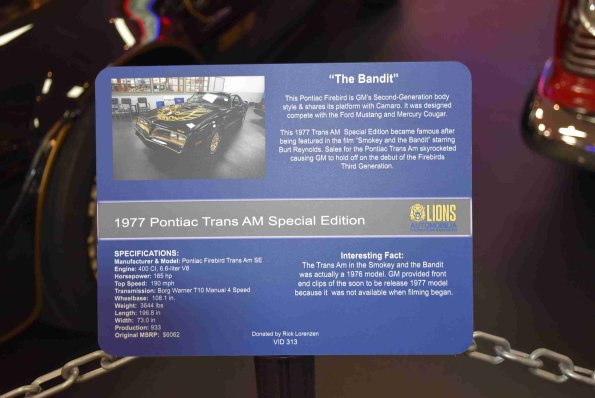 “The Bandit”
This Pontiac Firebird is GM's Second-Generation body
style & shares its platform with Camaro. It was designed
compete with the Ford Mustang and Mercury Cougar.
This 1977 Trans AM Special Edition became famous after
being featured in the film “Smokey and the Bandit” starring
Burt Reynolds. Sales for the Pontiac Trans Am skyrocketed
causing GM to hold off on the debut of the Firebirds
Third Generation.
1977 Pontiac Trans AM Special Edition
LIONS
AUTOMOBILIA
SPECIFICATIONS:
Manufacturer & Model: Pontiac Firebird Trans Am SE
Engine: 400 CI, 6.6-liter V8
Horsepower: 185 hp
Top Speed: 190 mph
Transmission: Borg Warner T10 Manual 4 Speed
Wheelbase: 108.1 in.
Weight: 3644 lbs
Length: 196.8 in
Width: 73.0 in
Production: 933
Original MSRP: $6062
Interesting Fact:
The Trans Am in the Smokey and the Bandit
was actually a 1976 model. GM provided front
end clips of the soon to be release 1977 model
because it was not available when filming began.
Donated by Rick Lorenzen
VID 313